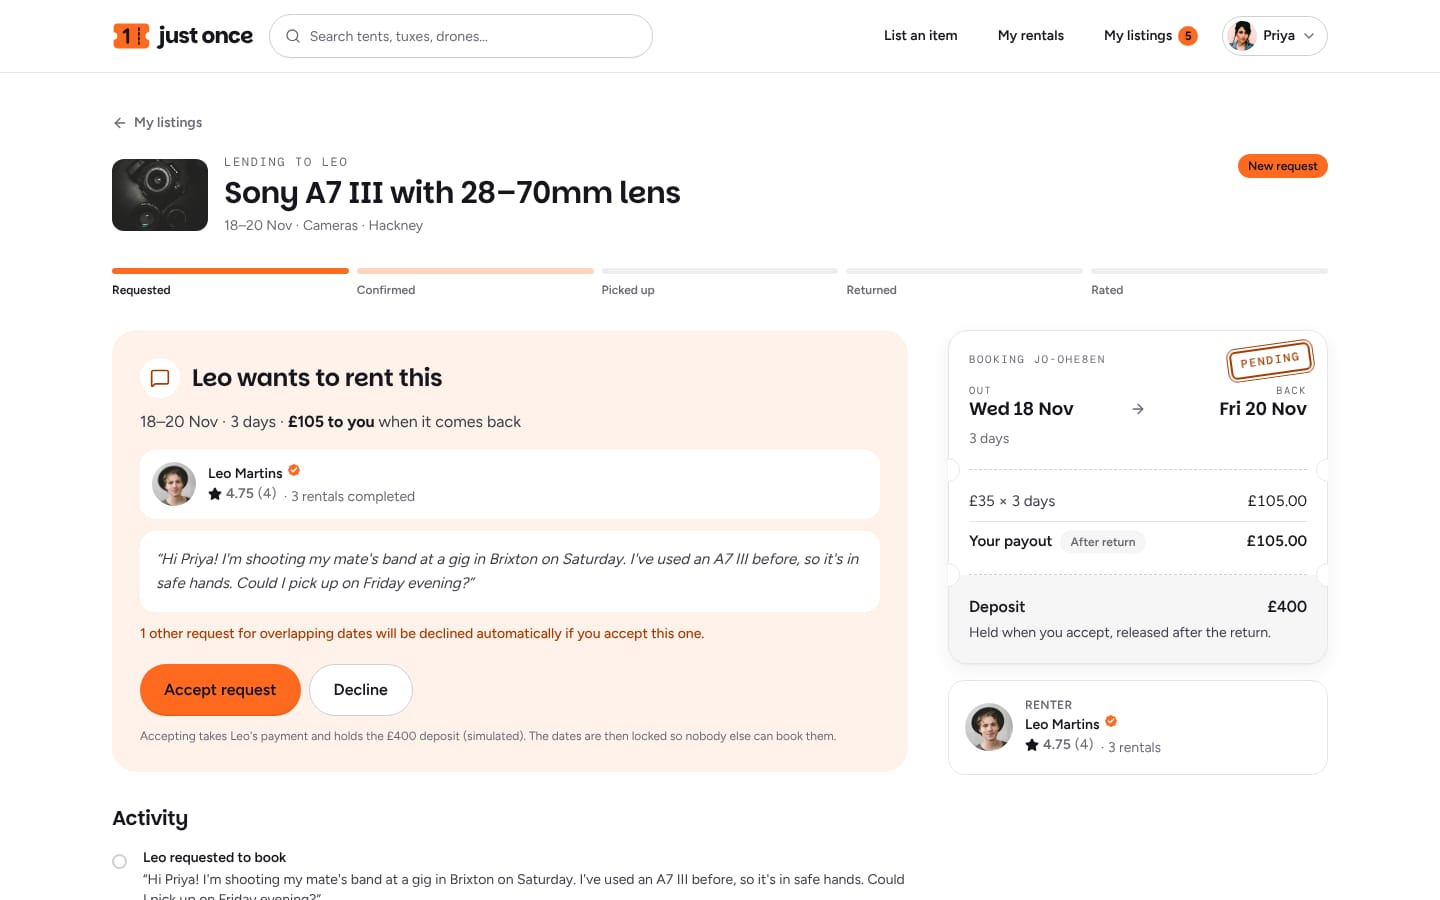 1 just once
Search tents, tuxes, drones...
List an item
My rentals
My listings 5
Priya
My listings
LENDING TO LEO
Sony A7 III with 28–70mm lens
18–20 Nov · Cameras · Hackney
New request
Requested
Confirmed
Picked up
Returned
Rated
Leo wants to rent this
18–20 Nov · 3 days · £105 to you when it comes back
Leo Martins
4.75 (4) · 3 rentals completed
“Hi Priya! I'm shooting my mate's band at a gig in Brixton on Saturday. I've used an A7 III before, so it's in
safe hands. Could I pick up on Friday evening?”
1 other request for overlapping dates will be declined automatically if you accept this one.
Accept request
Decline
Accepting takes Leo's payment and holds the £400 deposit (simulated). The dates are then locked so nobody else can book them.
BOOKING JO-OHE8EN
PENDING
OUT
BACK
Wed 18 Nov
Fri 20 Nov
3 days
£35 × 3 days
£105.00
Your payout After return
£105.00
Deposit
£400
Held when you accept, released after the return.
RENTER
Leo Martins
4.75 (4) · 3 rentals
Activity
Leo requested to book
“Hi Priya! I'm shooting my mate's band at a gig in Brixton on Saturday. I've used an A7 III before, so it's in safe hands. Could
I pick up on Friday evening?”